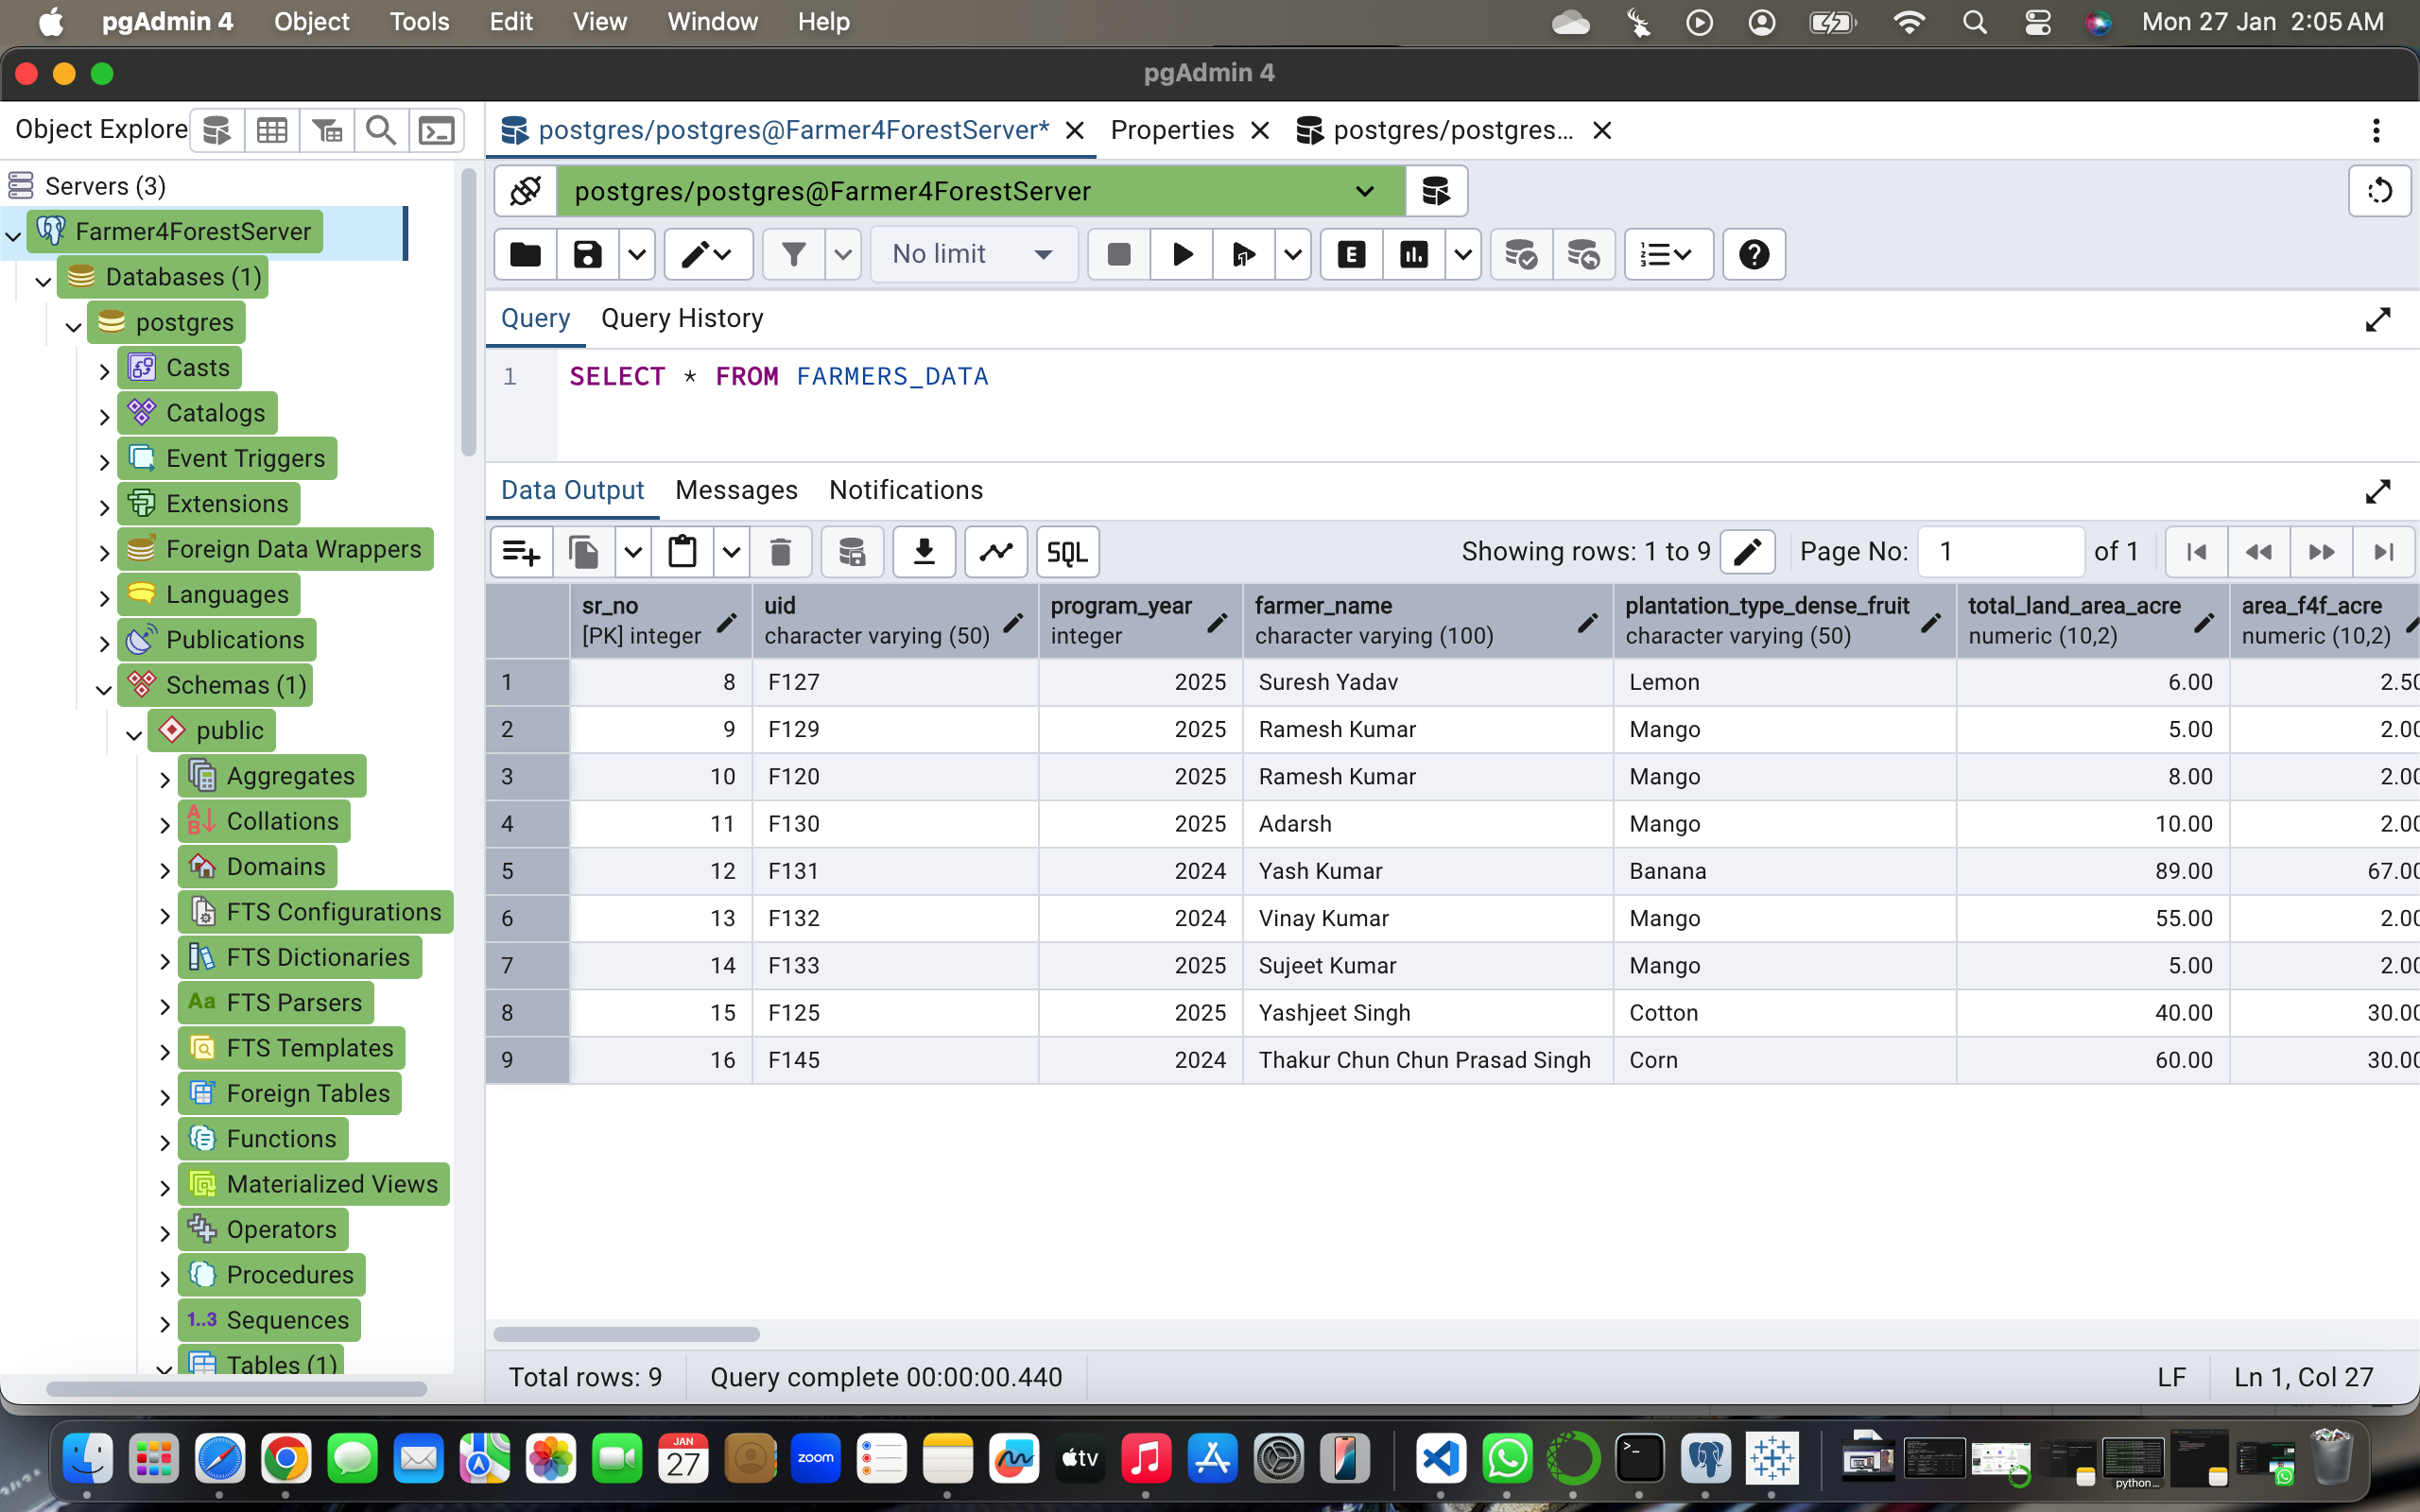 pgAdmin 4 Object Tools Edit View Window Help Mon 27 Jan 2:05 AM
pgAdmin 4
Object Explore
postgres/postgres@Farmer4ForestServer* Properties postgres/postgres...
Servers (3)
Farmer4ForestServer
Databases (1)
postgres
Casts
Catalogs
Event Triggers
Extensions
Foreign Data Wrappers
Languages
Publications
Schemas (1)
public
Aggregates
Collations
Domains
FTS Configurations
FTS Dictionaries
Aa FTS Parsers
FTS Templates
Foreign Tables
Functions
Materialized Views
Operators
Procedures
1..3 Sequences
Tables (1)
postgres/postgres@Farmer4ForestServer
No limit E
Query Query History
1 SELECT * FROM FARMERS_DATA
Data Output Messages Notifications
SQL Showing rows: 1 to 9 Page No: 1 of 1
sr_no uid program_year farmer_name plantation_type_dense_fruit total_land_area_acre area_f4f_acre
[PK] integer character varying (50) integer character varying (100) character varying (50) numeric (10,2) numeric (10,2)
1 8 F127 2025 Suresh Yadav Lemon 6.00 2.50
2 9 F129 2025 Ramesh Kumar Mango 5.00 2.00
3 10 F120 2025 Ramesh Kumar Mango 8.00 2.00
4 11 F130 2025 Adarsh Mango 10.00 2.00
5 12 F131 2024 Yash Kumar Banana 89.00 67.00
6 13 F132 2024 Vinay Kumar Mango 55.00 2.00
7 14 F133 2025 Sujeet Kumar Mango 5.00 2.00
8 15 F125 2025 Yashjeet Singh Cotton 40.00 30.00
9 16 F145 2024 Thakur Chun Chun Prasad Singh Corn 60.00 30.00
Total rows: 9 Query complete 00:00:00.440 LF Ln 1, Col 27
JAN
27
zoom
tv
python...